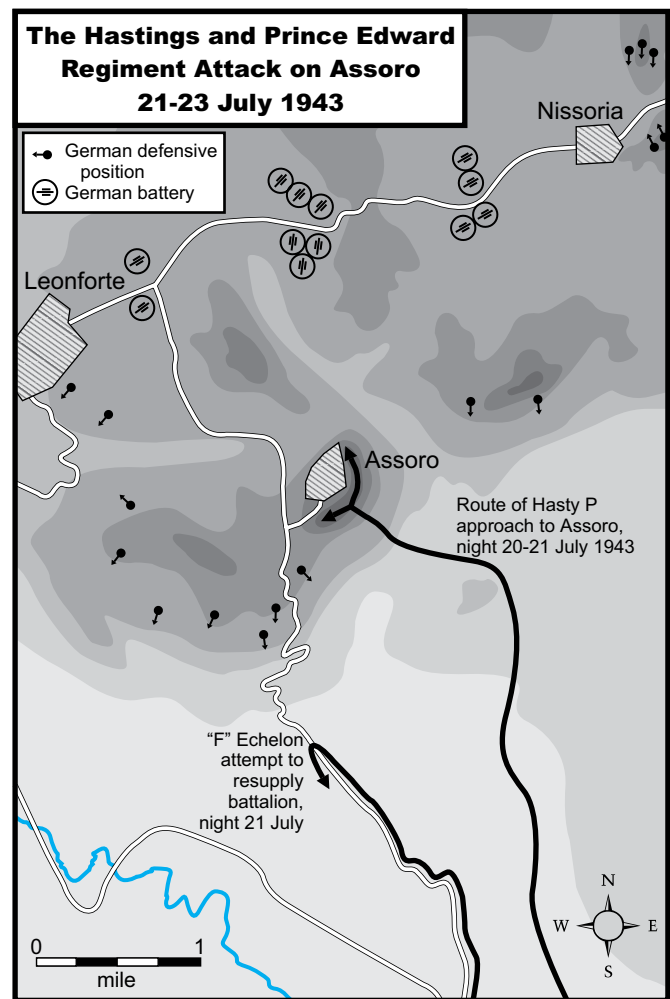 The Hastings and Prince Edward
Regiment Attack on Assoro
21-23 July 1943
German defensive
position
German battery
Nissoria
Leonforte
Assoro
Route of Hasty P
approach to Assoro,
night 20-21 July 1943
“F” Echelon
attempt to
resupply
battalion,
night 21 July
0 1
mile
N
W E
S